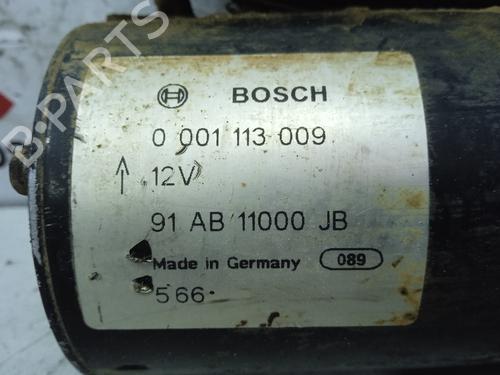 BOSCH
0 001 113 009
12V
91 AB 11000 JB
Made in Germany 089
566
B-PARTS